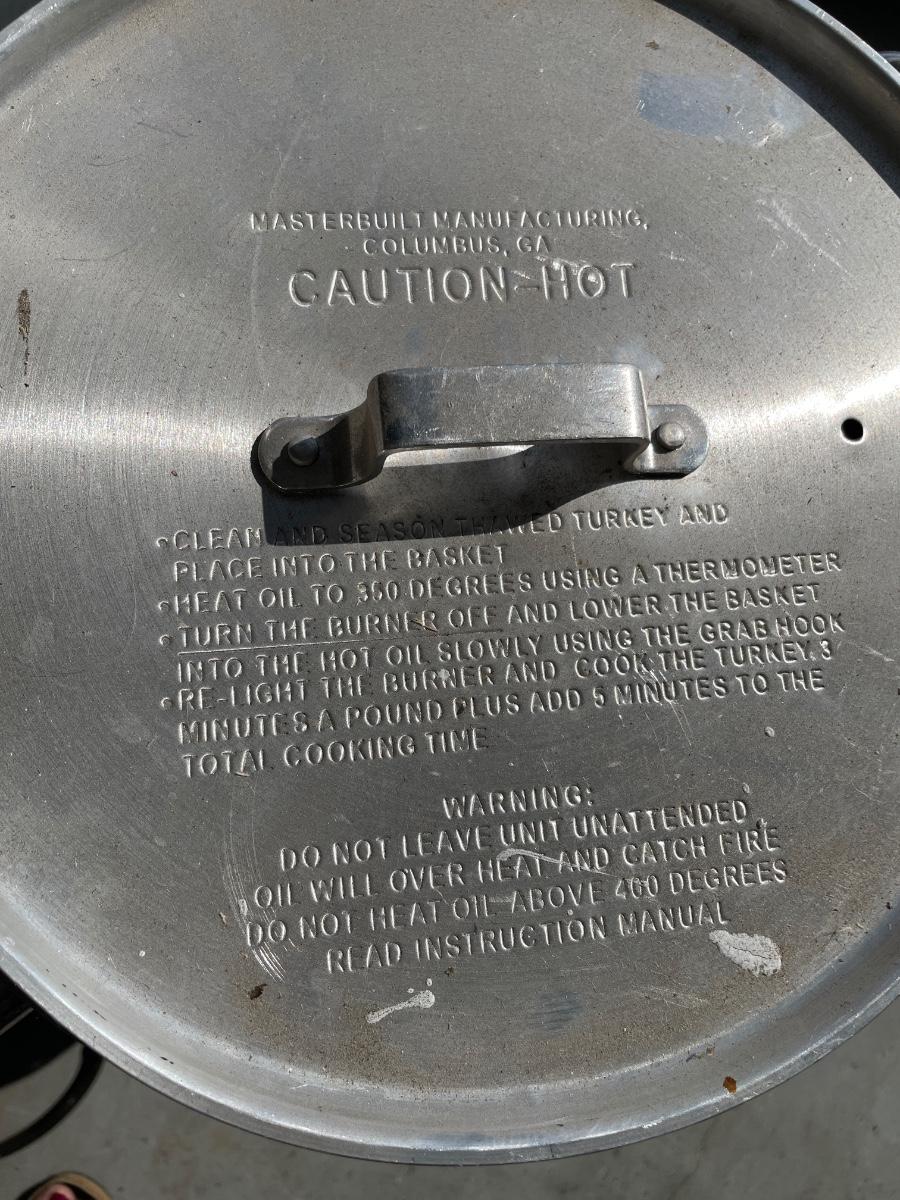 MASTERBUILT MANUFACTURING,
COLUMBUS, GA
CAUTION-HOT
• CLEAN AND SEASON THAWED TURKEY AND
PLACE INTO THE BASKET
• HEAT OIL TO 350 DEGREES USING A THERMOMETER
• TURN THE BURNER OFF AND LOWER THE BASKET
INTO THE HOT OIL SLOWLY USING THE GRAB HOOK
• RE-LIGHT THE BURNER AND COOK THE TURKEY 3
MINUTES A POUND PLUS ADD 5 MINUTES TO THE
TOTAL COOKING TIME
WARNING:
DO NOT LEAVE UNIT UNATTENDED,
OIL WILL OVER HEAT AND CATCH FIRE
DO NOT HEAT OIL ABOVE 400 DEGREES
READ INSTRUCTION MANUAL